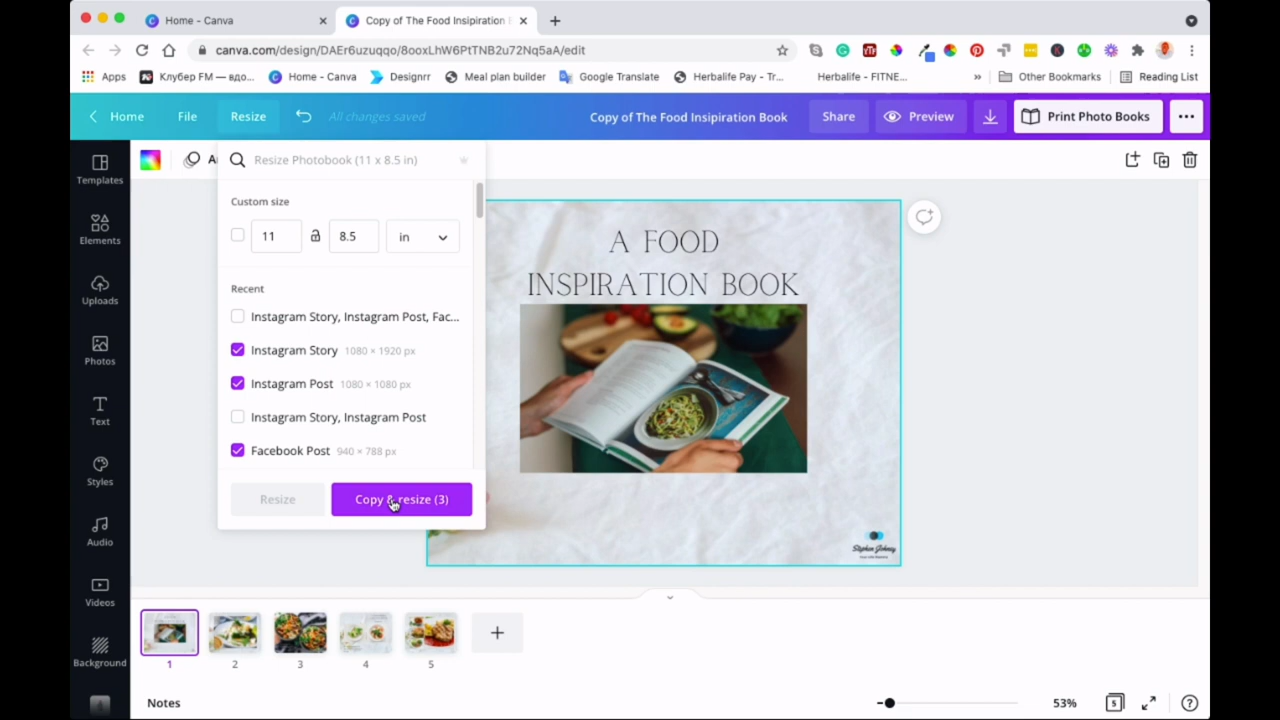 Home - Canva
Copy of The Food Insipiration B
canva.com/design/DAEr6uzuqqo/8ooxLhW6PtTNB2u72Nq5aA/edit
Apps
Клубер FM — вдо...
Home - Canva
Designrr
Meal plan builder
Google Translate
Herbalife Pay - Tr...
Herbalife - FITNE...
»
Other Bookmarks
Reading List
Home
File
Resize
All changes saved
Copy of The Food Insipiration Book
Share
Preview
Print Photo Books
Templates
Elements
Uploads
Photos
Text
Styles
Audio
Videos
Background
Resize Photobook (11 x 8.5 in)
Custom size
11
8.5
in
Recent
Instagram Story, Instagram Post, Fac...
Instagram Story 1080 × 1920 px
Instagram Post 1080 × 1080 px
Instagram Story, Instagram Post
Facebook Post 940 × 788 px
Resize
Copy & resize (3)
A FOOD
INSPIRATION BOOK
1
2
3
4
5
Notes
53%
5